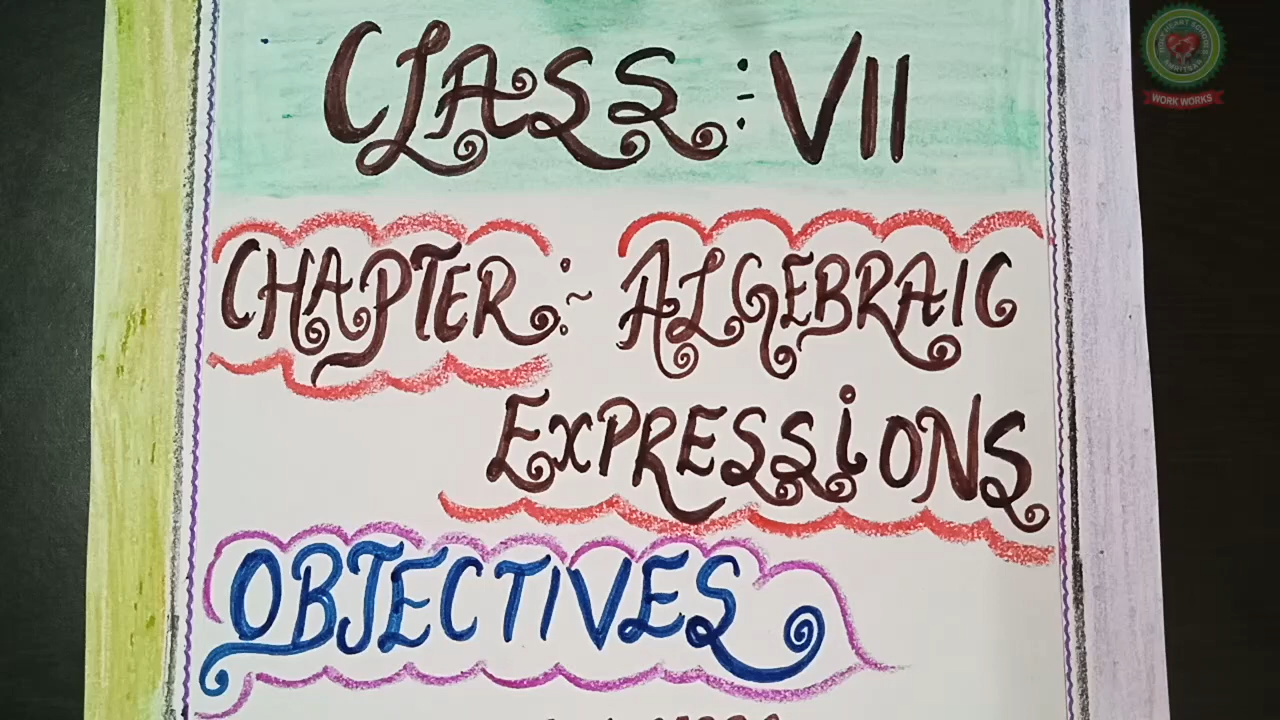 CLASS : VII
CHAPTER :~ ALGEBRAIC
EXPRESSIONS
OBJECTIVES
WORK WORKS